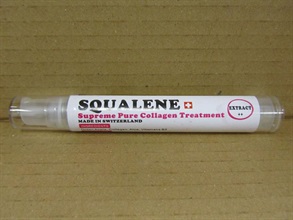 SQUALENE
Supreme Pure Collagen Treatment
MADE IN SWITZERLAND
EXTRACT